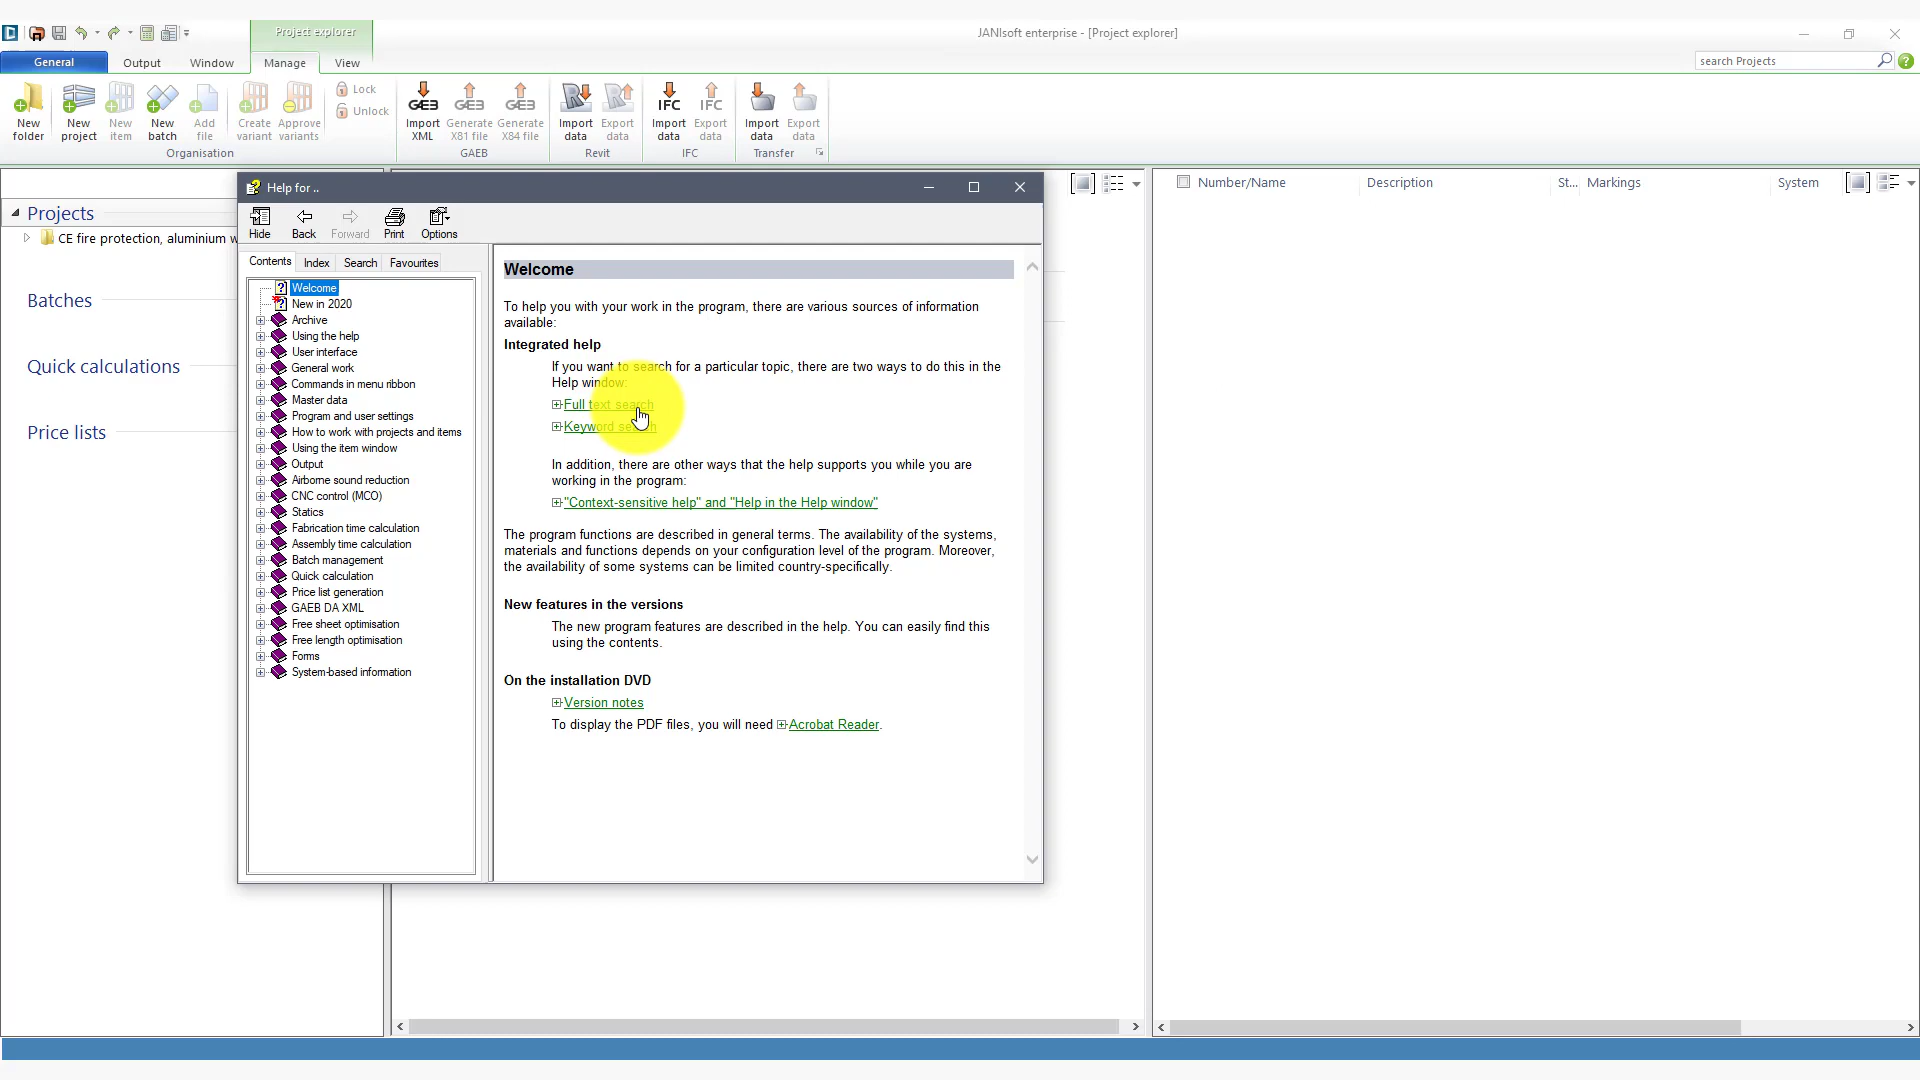 Project explorer
JANIsoft enterprise - [Project explorer]
General
Output
Window
Manage
View
search Projects
New folder
New project
New item
New batch
Add file
Create variant
Approve variants
Lock
Unlock
Organisation
GAEB
Import XML
GAEB
Generate X81 file
GAEB
Generate X84 file
GAEB
Import data
Export data
Revit
IFC
Import data
IFC
Export data
IFC
Import data
Export data
Transfer
Projects
CE fire protection, aluminium w
Batches
Quick calculations
Price lists
Number/Name
Description
St...
Markings
System
Help for ..
Hide
Back
Forward
Print
Options
Contents
Index
Search
Favourites
Welcome
New in 2020
Archive
Using the help
User interface
General work
Commands in menu ribbon
Master data
Program and user settings
How to work with projects and items
Using the item window
Output
Airborne sound reduction
CNC control (MCO)
Statics
Fabrication time calculation
Assembly time calculation
Batch management
Quick calculation
Price list generation
GAEB DA XML
Free sheet optimisation
Free length optimisation
Forms
System-based information
Welcome
To help you with your work in the program, there are various sources of information
available:
Integrated help
If you want to search for a particular topic, there are two ways to do this in the
Help window:
Full text search
Keyword search
In addition, there are other ways that the help supports you while you are
working in the program:
"Context-sensitive help" and "Help in the Help window"
The program functions are described in general terms. The availability of the systems,
materials and functions depends on your configuration level of the program. Moreover,
the availability of some systems can be limited country-specifically.
New features in the versions
The new program features are described in the help. You can easily find this
using the contents.
On the installation DVD
Version notes
To display the PDF files, you will need Acrobat Reader.